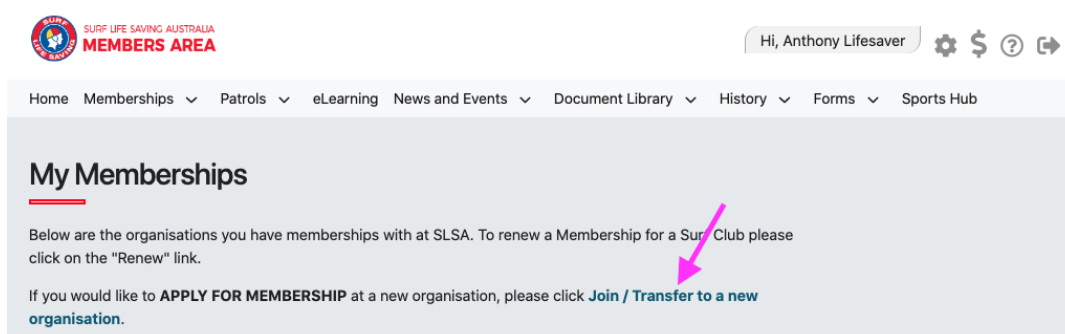 SURF LIFE SAVING
SURF LIFE SAVING AUSTRALIA
MEMBERS AREA
Hi, Anthony Lifesaver
Home Memberships Patrols eLearning News and Events Document Library History Forms Sports Hub
My Memberships
Below are the organisations you have memberships with at SLSA. To renew a Membership for a Surf Club please
click on the "Renew" link.
If you would like to APPLY FOR MEMBERSHIP at a new organisation, please click Join / Transfer to a new
organisation.